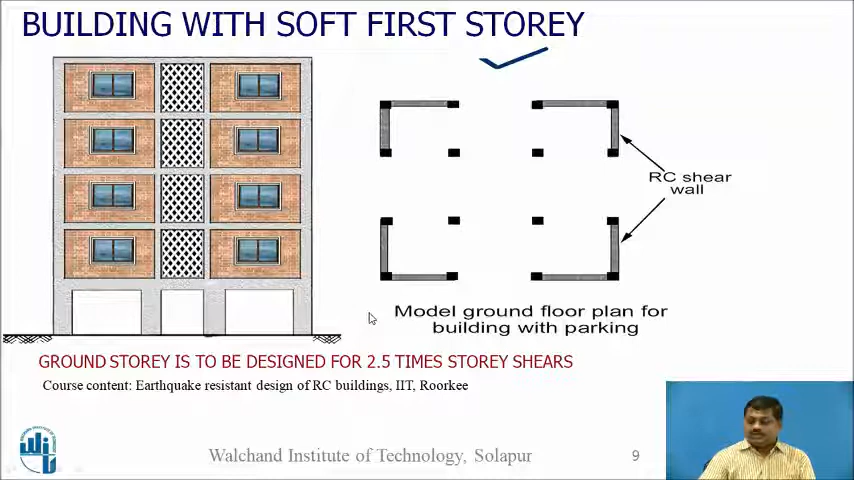 BUILDING WITH SOFT FIRST STOREY
RC shear
wall
Model ground floor plan for
building with parking
GROUND STOREY IS TO BE DESIGNED FOR 2.5 TIMES STOREY SHEARS
Course content: Earthquake resistant design of RC buildings, IIT, Roorkee
Walchand Institute of Technology, Solapur
9